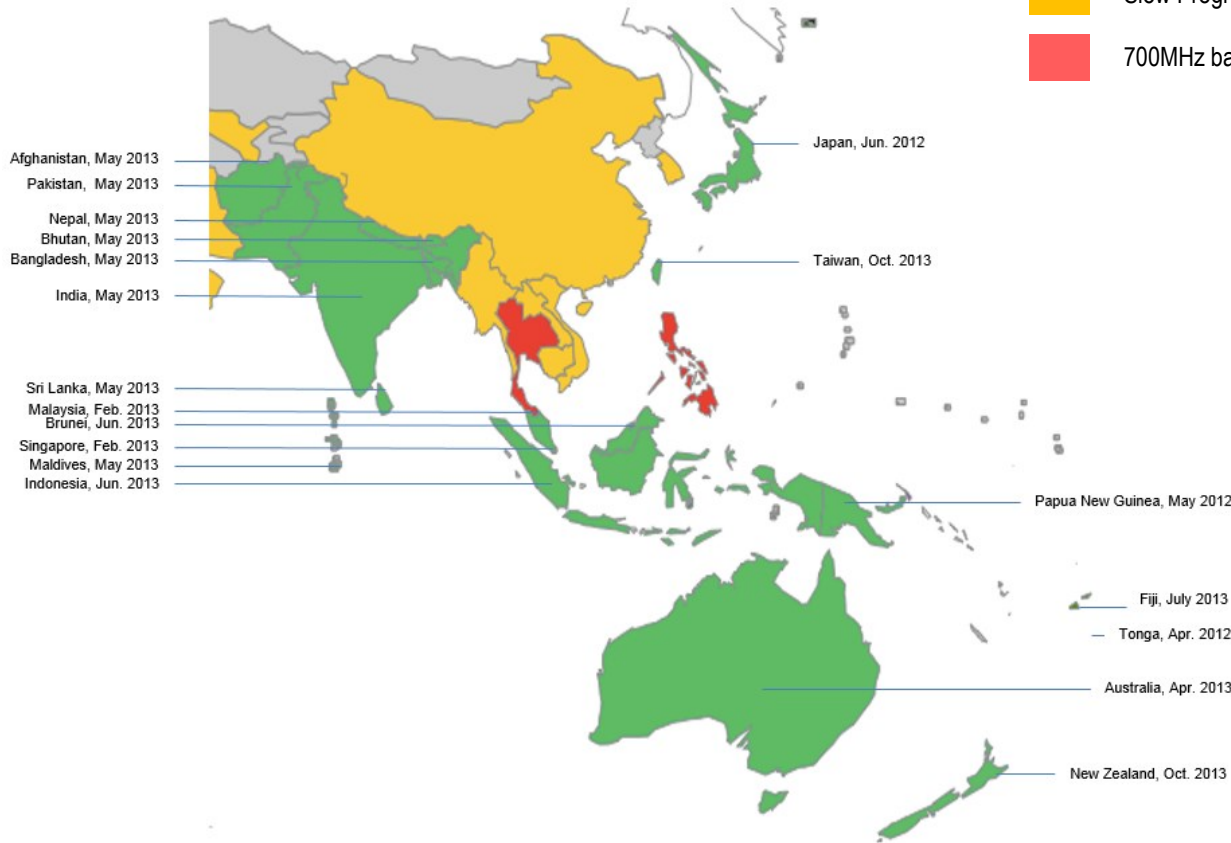 Slow Progr
700MHz ba
Japan, Jun. 2012
Afghanistan, May 2013
Pakistan, May 2013
Nepal, May 2013
Bhutan, May 2013
Bangladesh, May 2013
Taiwan, Oct. 2013
India, May 2013
Sri Lanka, May 2013
Malaysia, Feb. 2013
Brunei, Jun. 2013
Singapore, Feb. 2013
Maldives, May 2013
Indonesia, Jun. 2013
Papua New Guinea, May 2012
Fiji, July 2013
Tonga, Apr. 2012
Australia, Apr. 2013
New Zealand, Oct. 2013